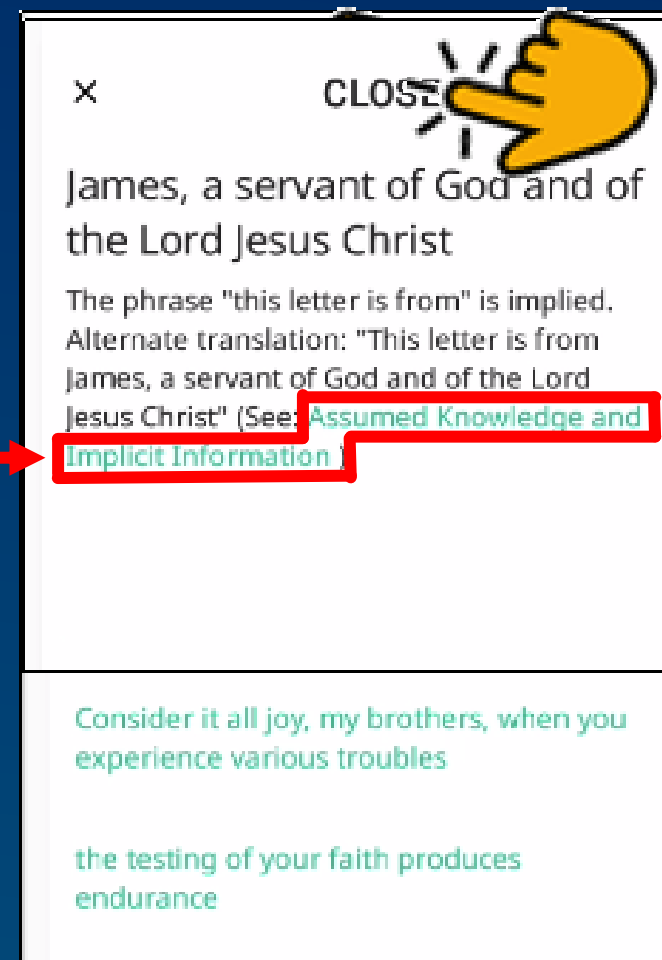 × CLOSE
James, a servant of God and of
the Lord Jesus Christ
The phrase "this letter is from" is implied.
Alternate translation: "This letter is from
James, a servant of God and of the Lord
Jesus Christ" (See: Assumed Knowledge and
Implicit Information )
Consider it all joy, my brothers, when you
experience various troubles
the testing of your faith produces
endurance